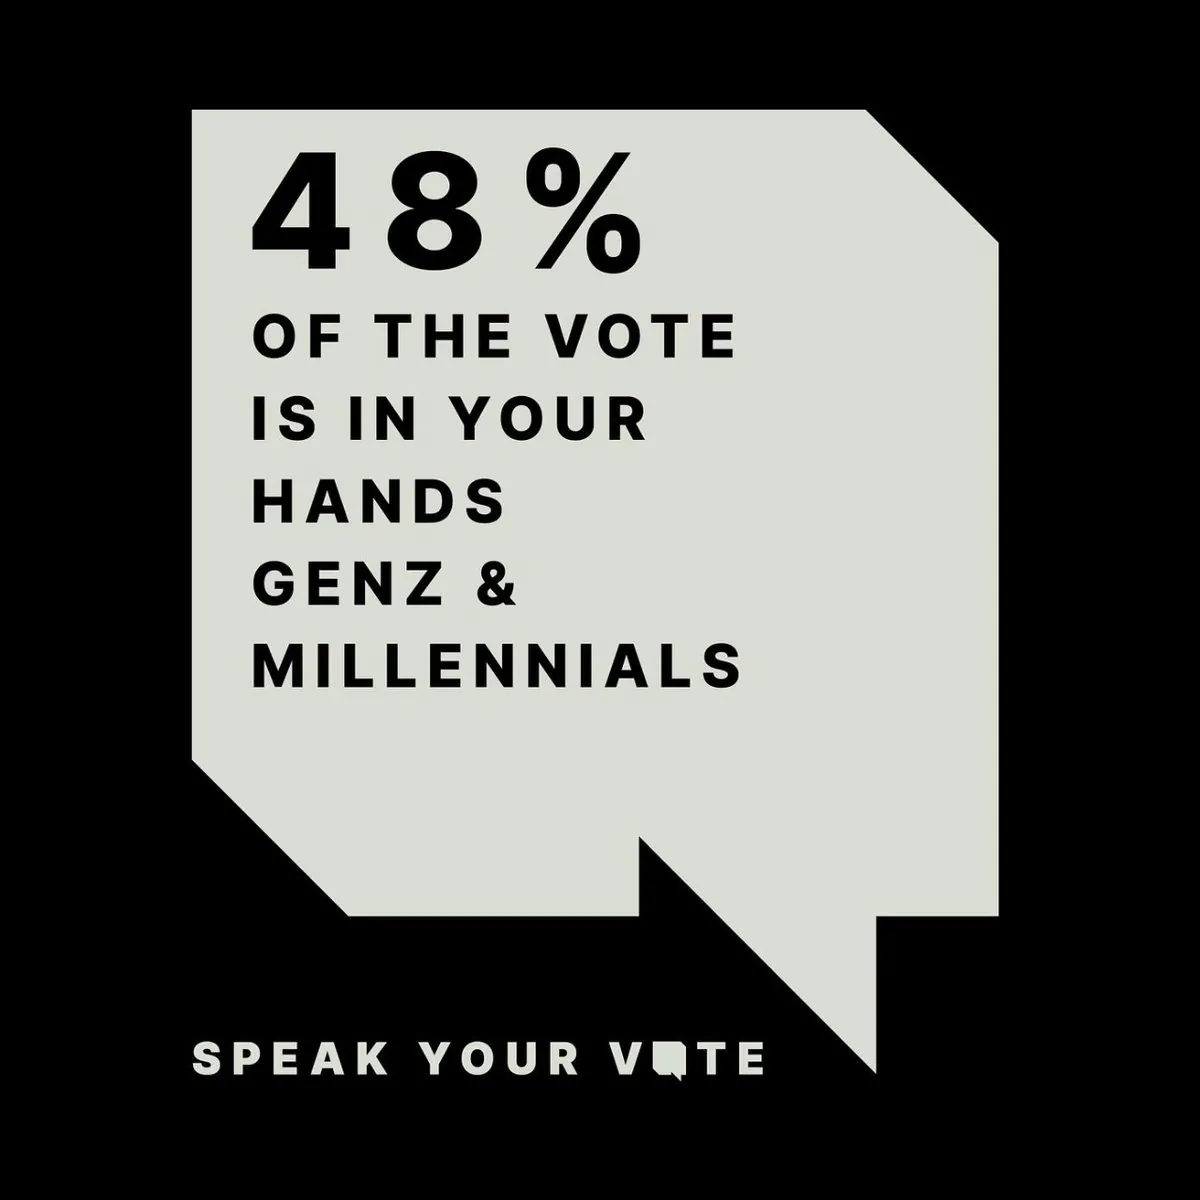 48%
OF THE VOTE
IS IN YOUR
HANDS
GENZ &
MILLENNIALS
SPEAK YOUR VOTE